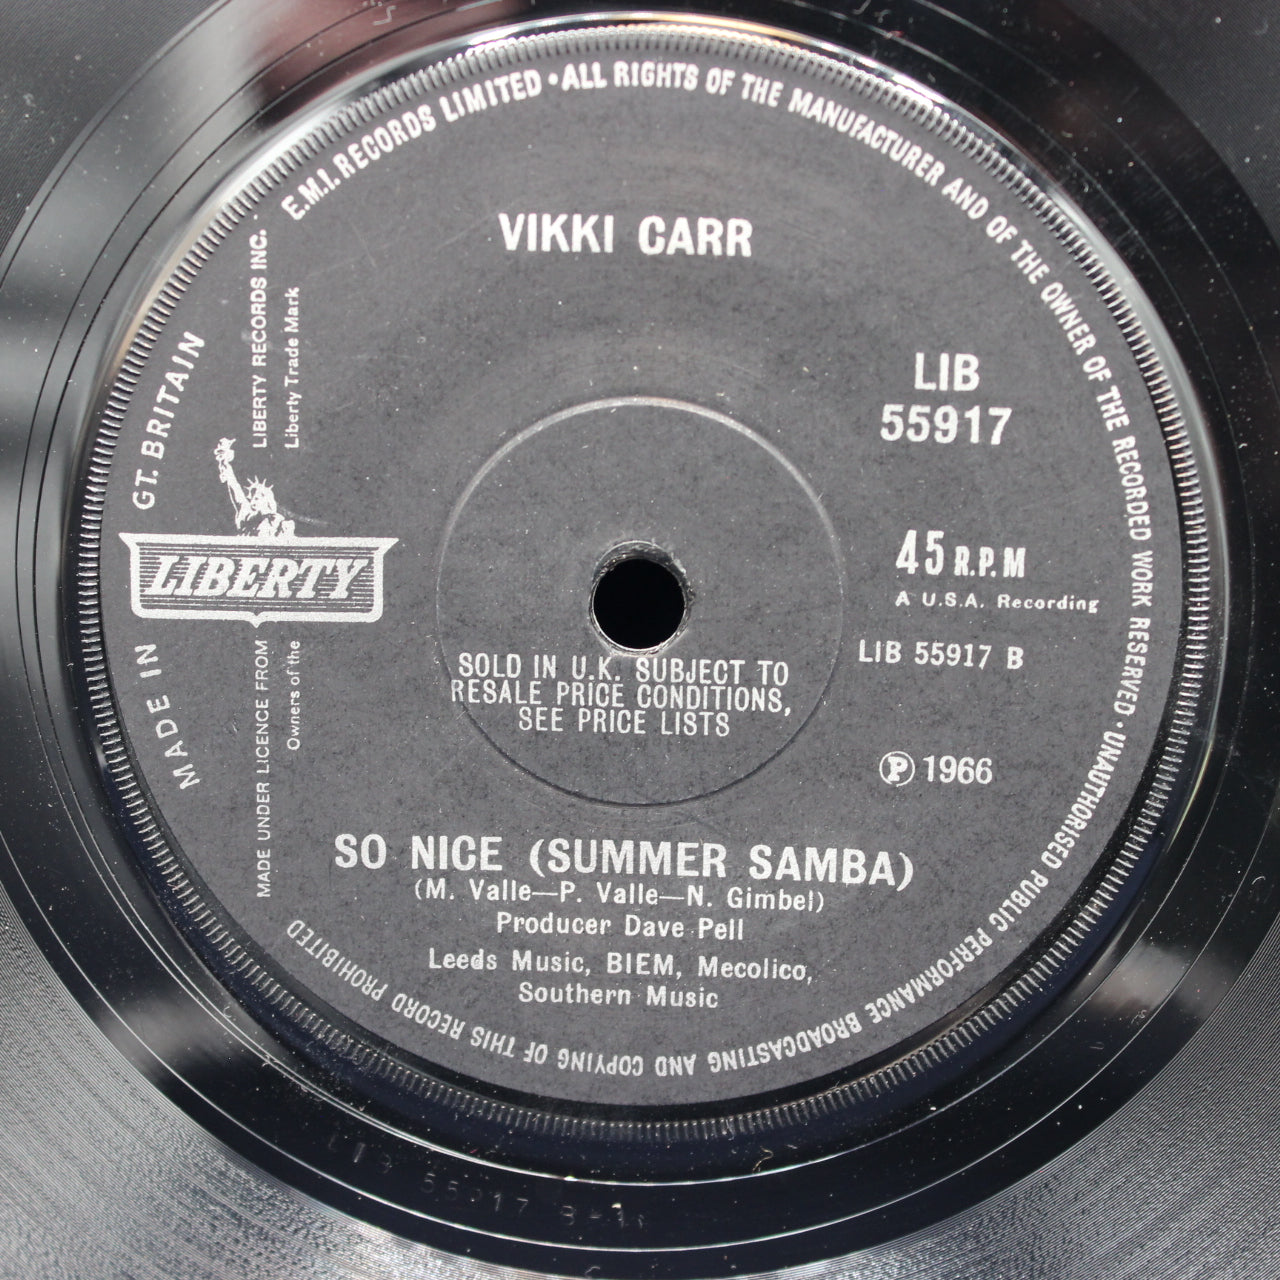 E.M.I. RECORDS LIMITED · ALL RIGHTS OF THE MANUFACTURER AND OF THE OWNER OF THE RECORDED WORK RESERVED · UNAUTHORISED PUBLIC PERFORMANCE BROADCASTING AND COPYING OF THIS RECORD PROHIBITED
VIKKI CARR
LIB
55917
45 R.P.M
A U.S.A. Recording
LIB 55917 B
Ⓟ 1966
MADE IN GT. BRITAIN
LIBERTY
MADE UNDER LICENCE FROM LIBERTY RECORDS INC.
Owners of the Liberty Trade Mark
SOLD IN U.K. SUBJECT TO
RESALE PRICE CONDITIONS,
SEE PRICE LISTS
SO NICE (SUMMER SAMBA)
(M. Valle—P. Valle—N. Gimbel)
Producer Dave Pell
Leeds Music, BIEM, Mecolico,
Southern Music
LIB 55917 B-1